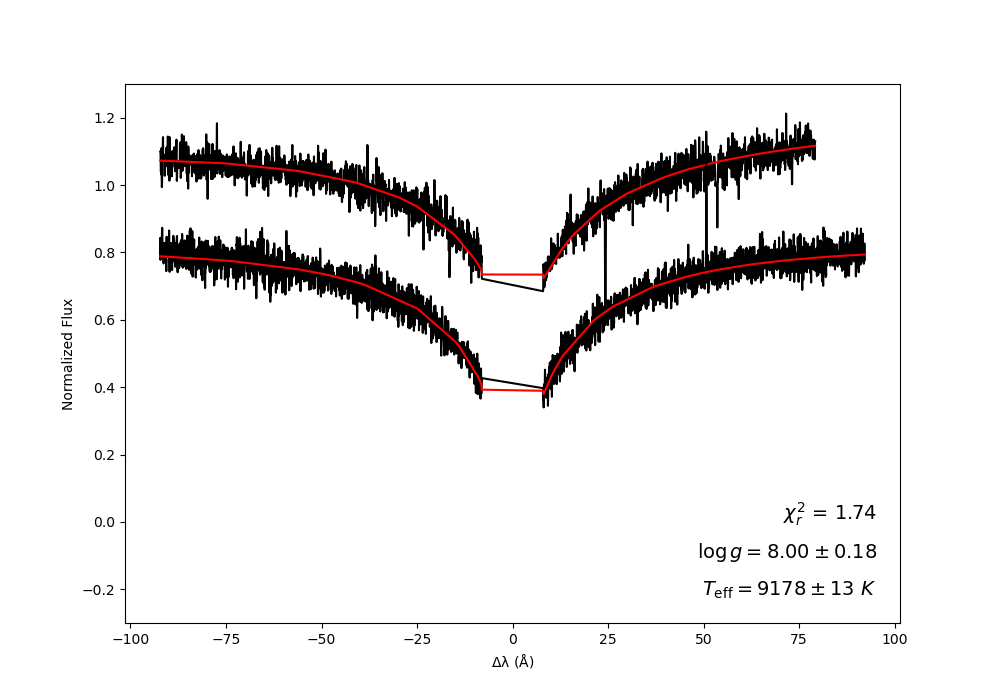 Normalized Flux
1.2
1.0
0.8
0.6
0.4
0.2
0.0
−0.2
χ²ᵣ = 1.74
log g = 8.00 ± 0.18
T_eff = 9178 ± 13 K
−100 −75 −50 −25 0 25 50 75 100
Δλ (Å)